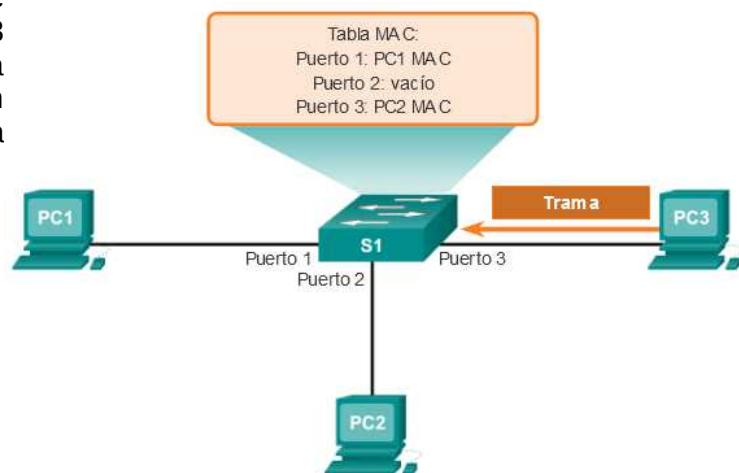 3
a
a
Tabla MAC:
Puerto 1: PC1 MAC
Puerto 2: vacío
Puerto 3: PC2 MAC
Trama
PC1
PC3
S1
Puerto 1
Puerto 3
Puerto 2
PC2